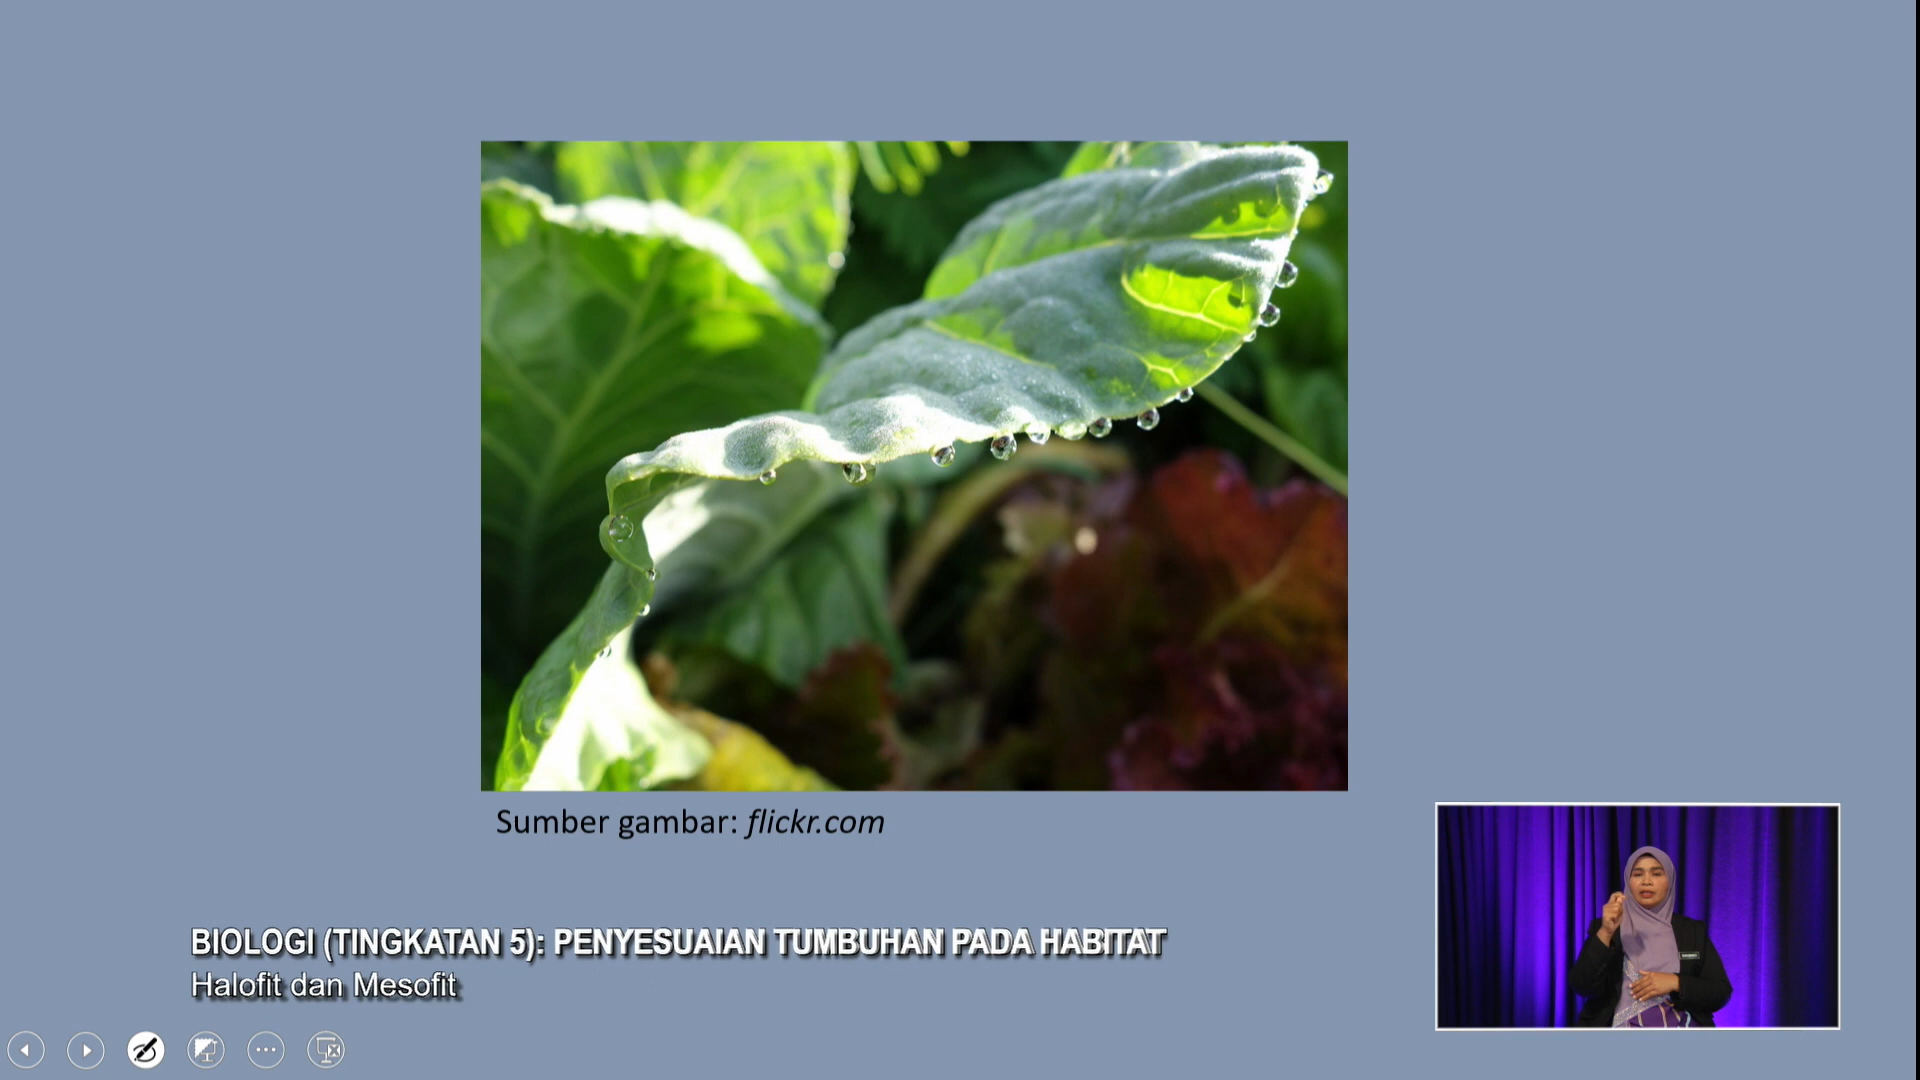 Sumber gambar: flickr.com
BIOLOGI (TINGKATAN 5): PENYESUAIAN TUMBUHAN PADA HABITAT
Halofit dan Mesofit